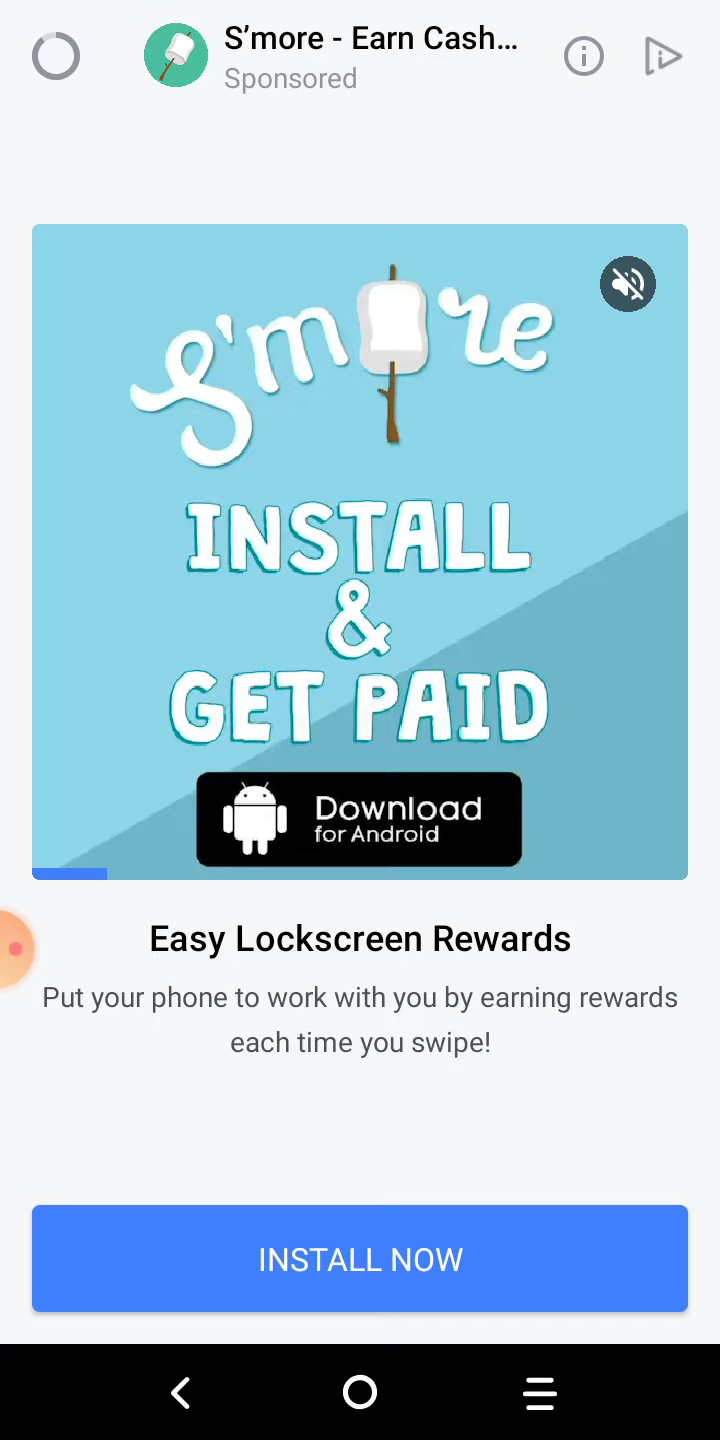 S’more - Earn Cash...
Sponsored
S'more
INSTALL
&
GET PAID
Download
for Android
Easy Lockscreen Rewards
Put your phone to work with you by earning rewards
each time you swipe!
INSTALL NOW